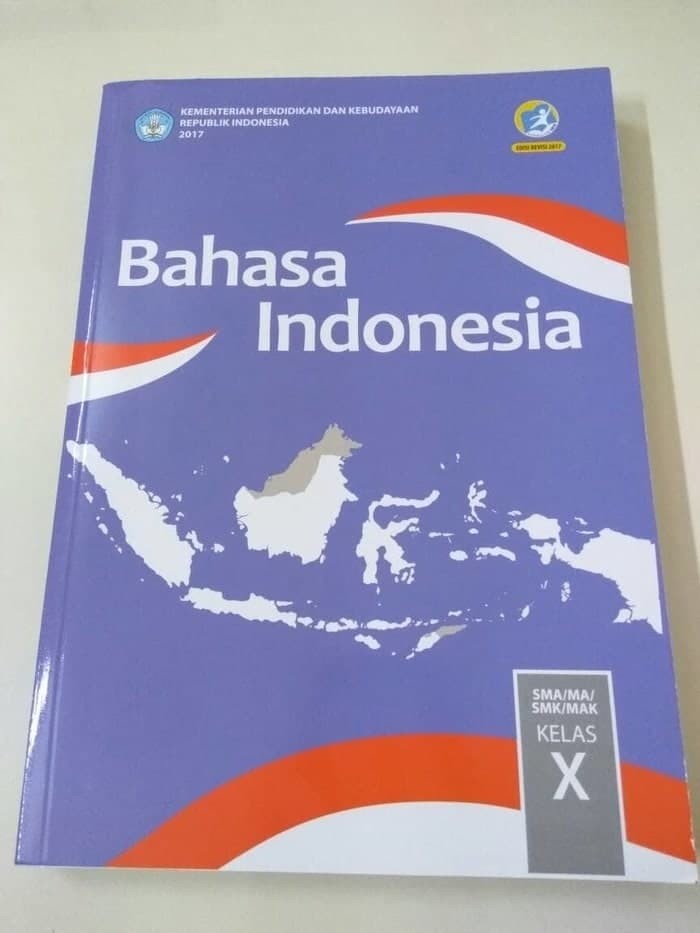 KEMENTERIAN PENDIDIKAN DAN KEBUDAYAAN
REPUBLIK INDONESIA
2017
EDISI REVISI 2017
Bahasa
Indonesia
SMA/MA/
SMK/MAK
KELAS
X